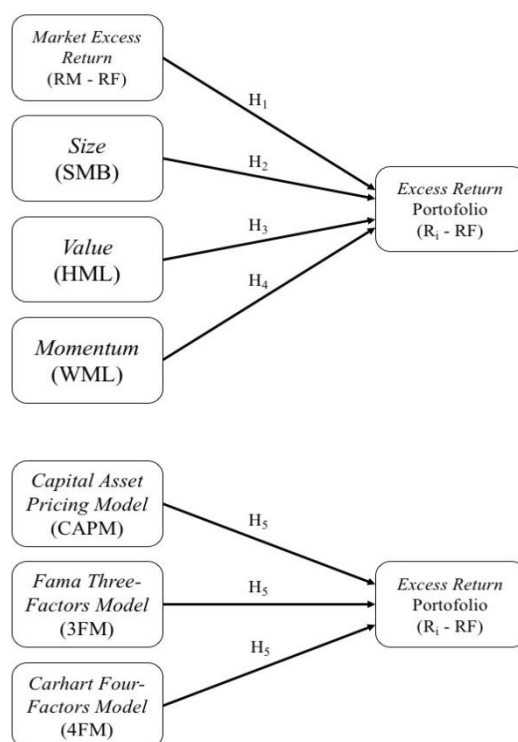 Market Excess
Return
(RM - RF)
H₁
Size
(SMB)
H₂
Excess Return
Portofolio
(Rᵢ - RF)
Value
(HML)
H₃
H₄
Momentum
(WML)
Capital Asset
Pricing Model
(CAPM)
H₅
Fama Three-
Factors Model
(3FM)
H₅
Excess Return
Portofolio
(Rᵢ - RF)
H₅
Carhart Four-
Factors Model
(4FM)